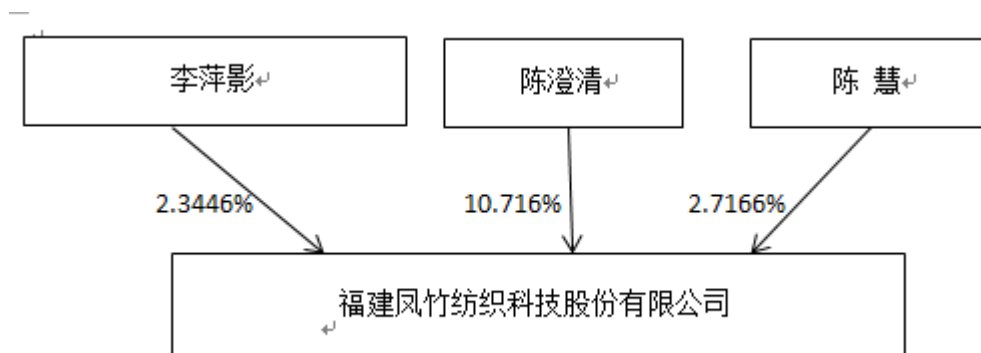 李萍影
陈澄清
陈 慧
2.3446%
10.716%
2.7166%
福建凤竹纺织科技股份有限公司